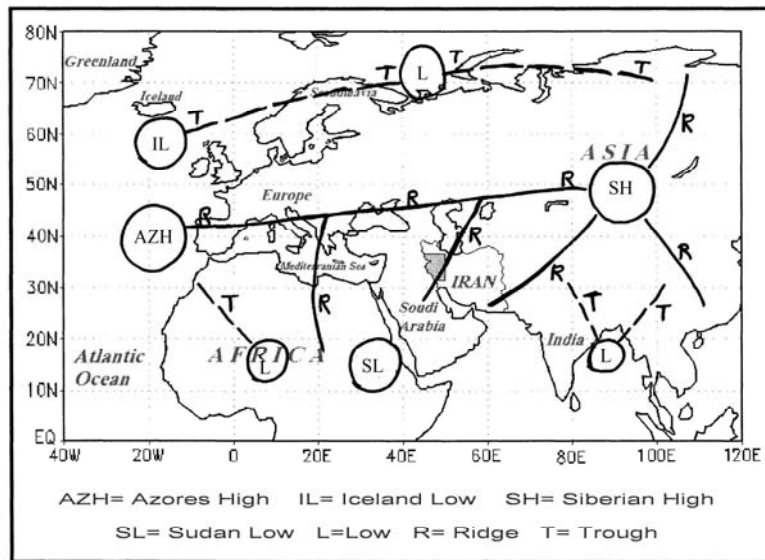 80N
Greenland
T
T
L
T
70N
Iceland
Scandinavia
T
T
60N
IL
R
ASIA
50N
R
SH
Europe
R
R
40N
AZH
R
R
Mediterranean Sea
IRAN
30N
R
Saudi
Arabia
R
R
T
T
T
20N
Atlantic
Ocean
AFRICA
L
SL
India
L
10N
EQ
40W 20W 0 20E 40E 60E 80E 100E 120E
AZH= Azores High IL= Iceland Low SH= Siberian High
SL= Sudan Low L=Low R= Ridge T= Trough